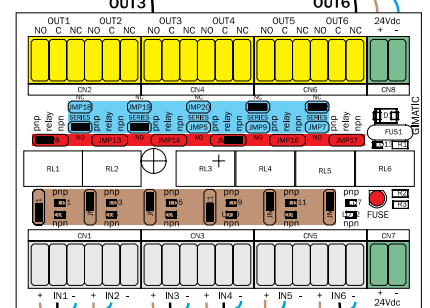 OUT3 OUT6
OUT1 OUT2 OUT3 OUT4 OUT5 OUT6 24Vdc
NO C NC NO C NC NO C NC NO C NC NO C NC NO C NC + -
CN2 CN4 CN6 CN8
NC NC NC NC
JMP18 JMP19 JMP20
SERIES SERIES SERIES SERIES
JMP5 JMP9 JMP7
pnp relay npn pnp relay npn pnp relay npn pnp relay npn pnp relay npn pnp relay npn
NO NO NO NO
JMP13 JMP14 JMP16 JMP17
GIMATIC
FUS1
R1
RL1 RL2 RL3 RL4 RL5 RL6
pnp pnp pnp pnp pnp pnp
npn npn npn npn npn npn
R2
R3
FUSE
CN1 CN3 CN5 CN7
+ IN1 - + IN2 - + IN3 - + IN4 - + IN5 - + IN6 - + -
24Vdc